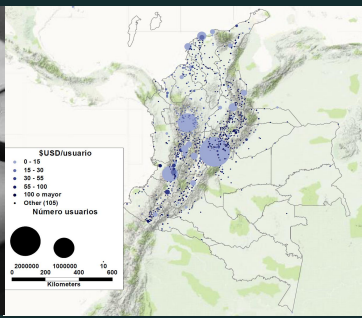 $USD/usuario
0 - 15
15 - 30
30 - 55
55 - 100
100 o mayor
Other (105)
Número usuarios
2000000 1000000 10
0 200 400 600
Kilometers